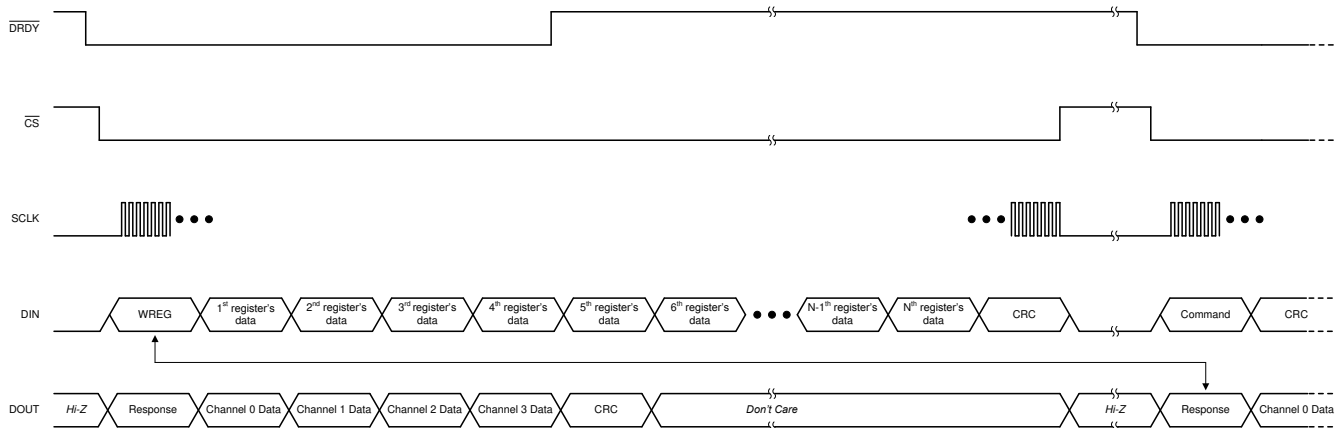 DRDY
CS
SCLK
DIN
WREG
1st register's
data
2nd register's
data
3rd register's
data
4th register's
data
5th register's
data
6th register's
data
N-1th register's
data
Nth register's
data
CRC
Command
CRC
DOUT
Hi-Z
Response
Channel 0 Data
Channel 1 Data
Channel 2 Data
Channel 3 Data
CRC
Don't Care
Hi-Z
Response
Channel 0 Data